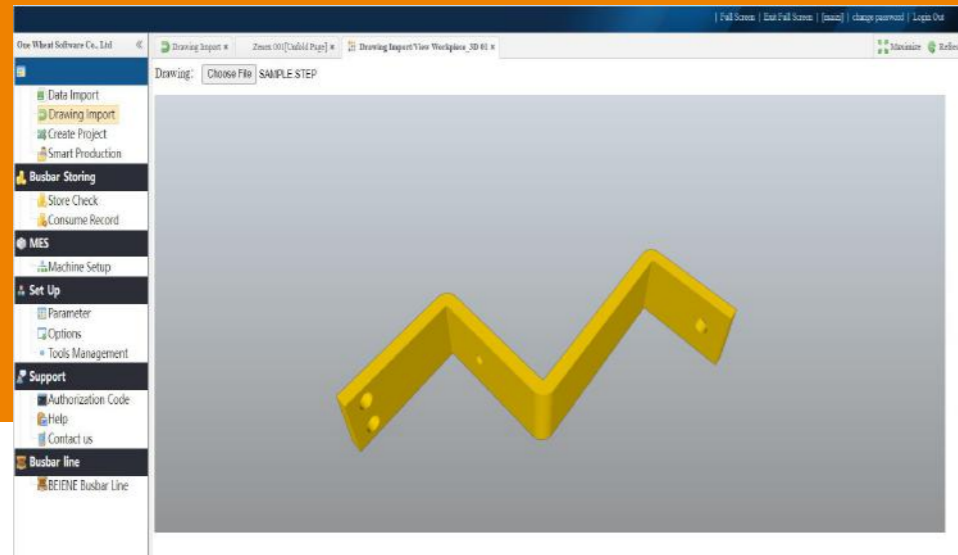 | Full Screen | Exit Full Screen | [maizi] | change password | Login Out
One Wheat Software Co., Ltd
Drawing Import x
[Unfold Page] x
Drawing Import View Workpiece_3D 01 x
Maximize
Drawing: Choose File SAMPLE.STEP
Data Import
Drawing Import
Create Project
Smart Production
Busbar Storing
Store Check
Consume Record
MES
Machine Setup
Set Up
Parameter
Options
Tools Management
Support
Authorization Code
Help
Contact us
Busbar line
BEIENE Busbar Line